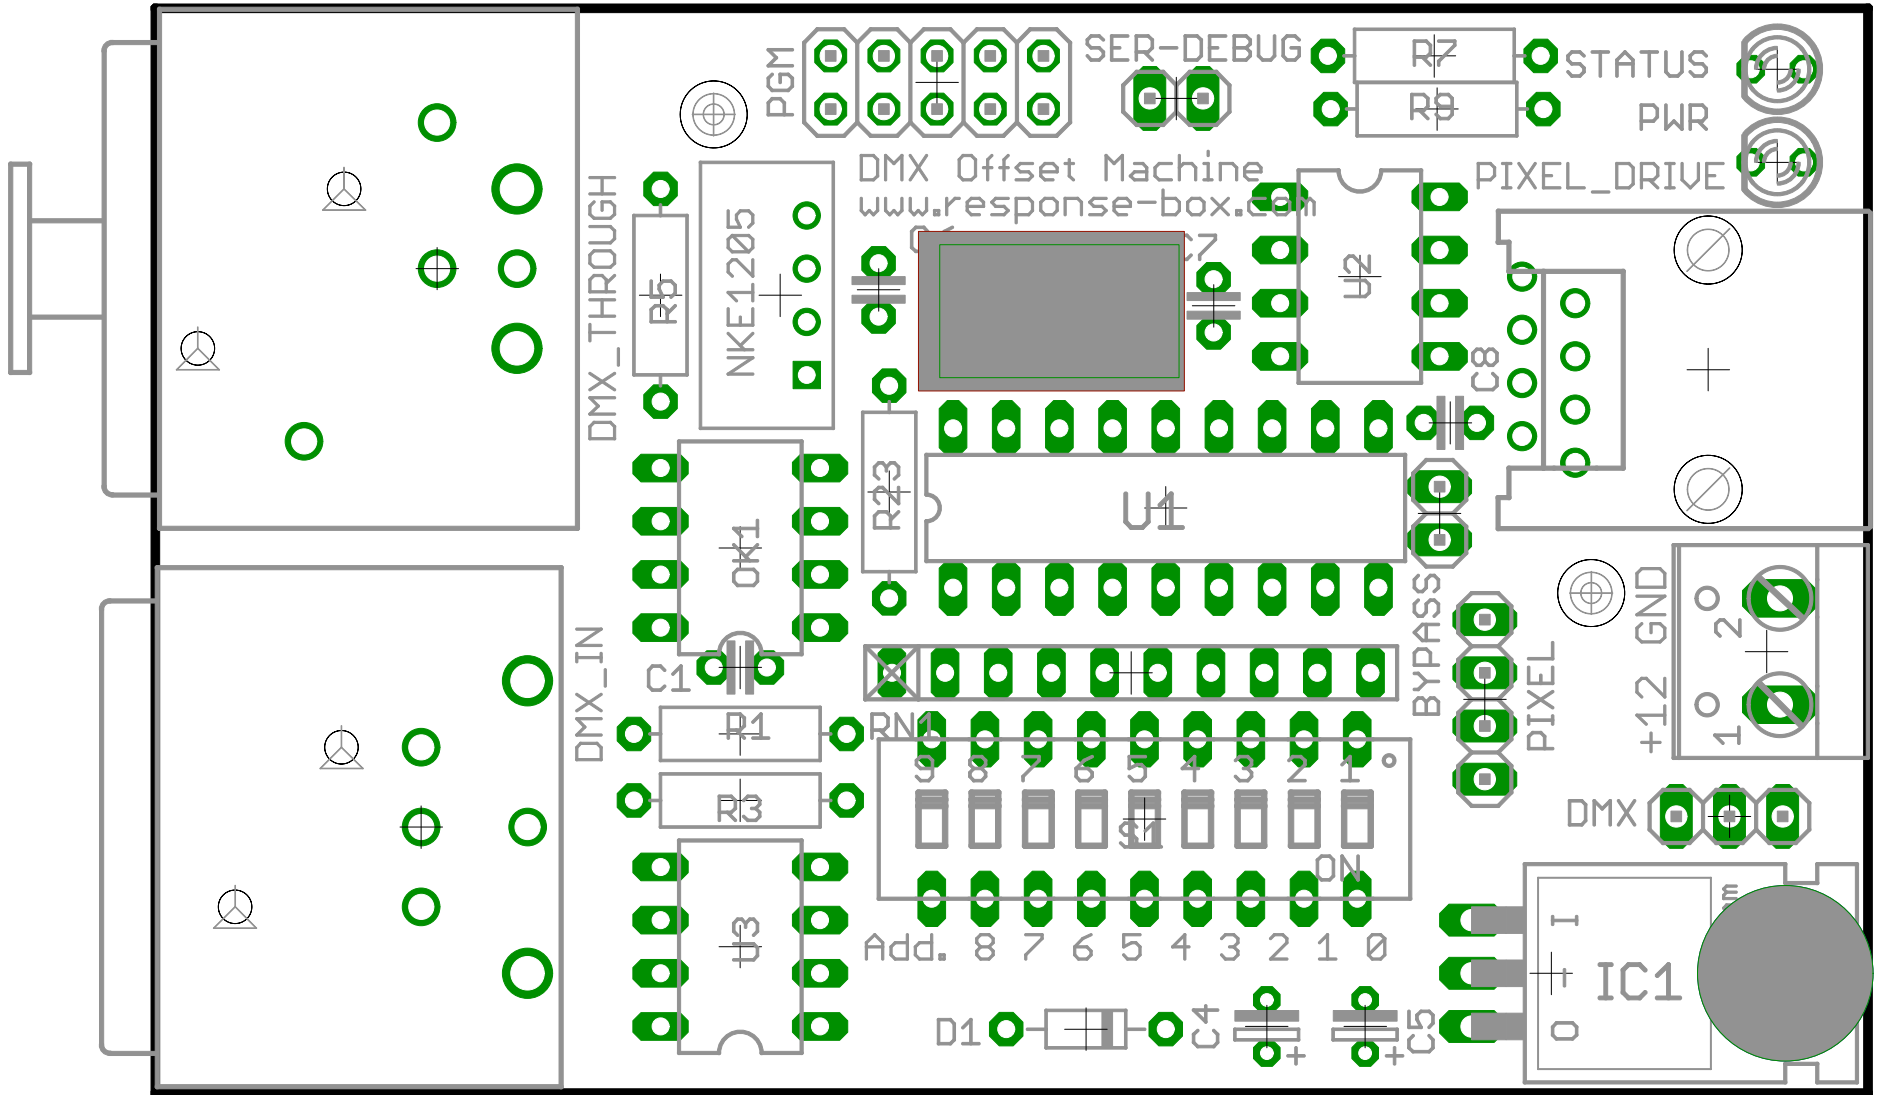 PGM
SER-DEBUG
R7
R9
STATUS
PWR
PIXEL_DRIVE
DMX Offset Machine
www.response-box.com
DMX_THROUGH
R5
NKE1205
C7
U2
C8
R23
OK1
U1
BYPASS
PIXEL
+12 GND
2
1
DMX_IN
C1
R1
R3
RN1
9 8 7 6 5 4 3 2 1
S1
ON
Add. 8 7 6 5 4 3 2 1 0
DMX
U3
D1
C4
+
C5
+
I
-
O
IC1